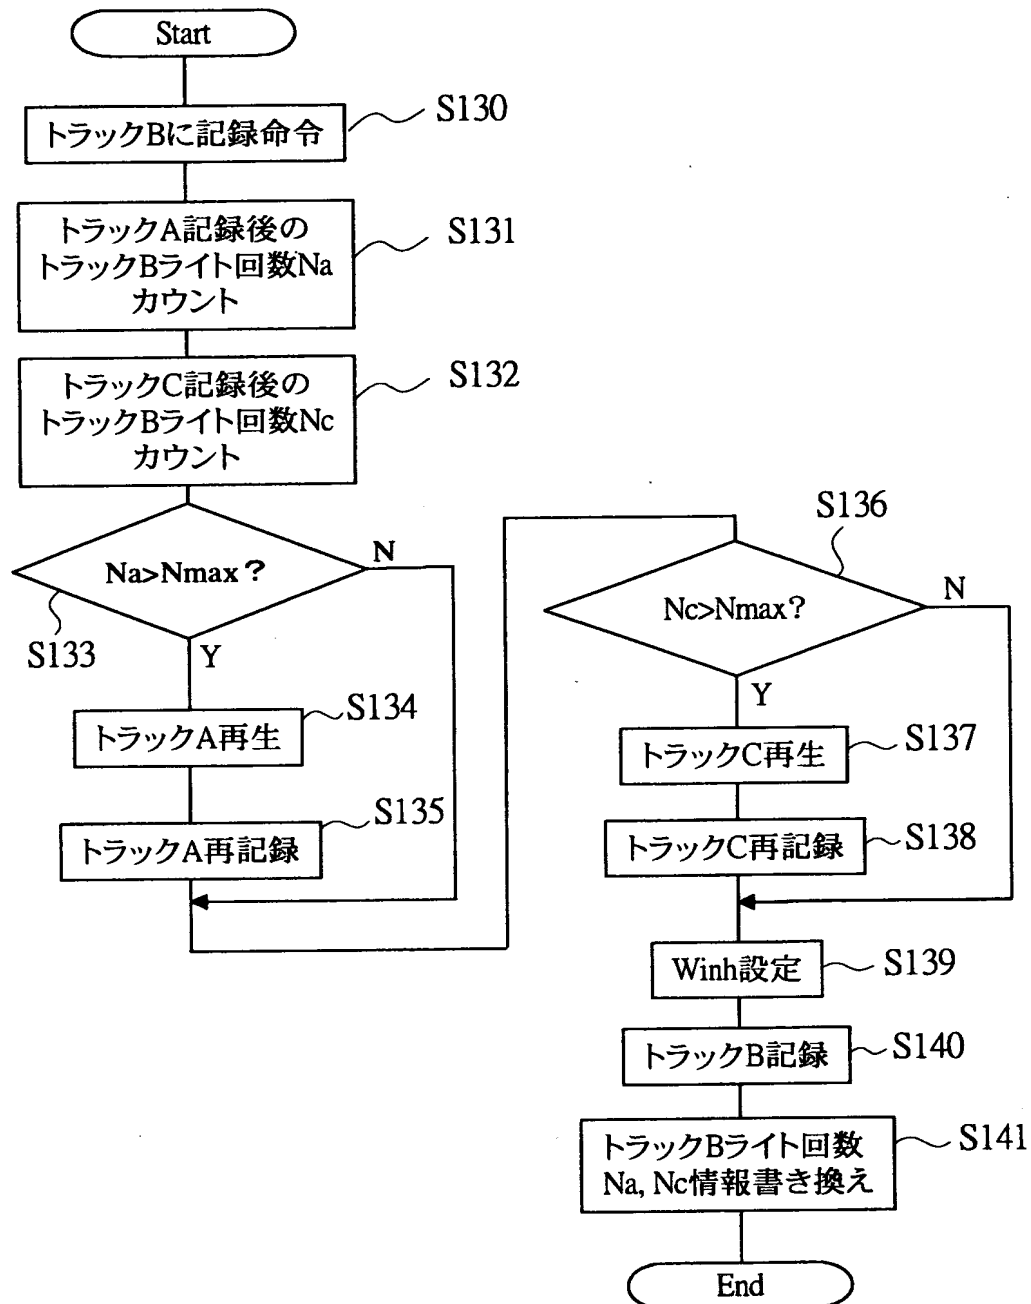 Start
トラックBに記録命令
S130
トラックA記録後の
トラックBライト回数Na
カウント
S131
トラックC記録後の
トラックBライト回数Nc
カウント
S132
Na>Nmax?
N
Y
S133
トラックA再生
S134
トラックA再記録
S135
Nc>Nmax?
S136
N
Y
トラックC再生
S137
トラックC再記録
S138
Winh設定
S139
トラックB記録
S140
トラックBライト回数
Na, Nc情報書き換え
S141
End